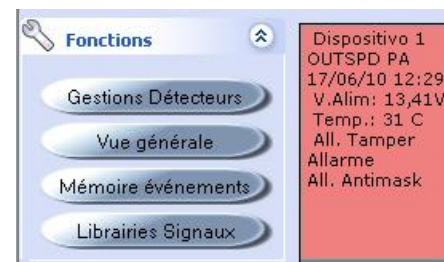 Fonctions
Gestions Détecteurs
Vue générale
Mémoire événements
Librairies Signaux
Dispositivo 1
OUTSPD PA
17/06/10 12:29
V.Alim: 13,41V
Temp.: 31 C
All. Tamper
Allarme
All. Antimask